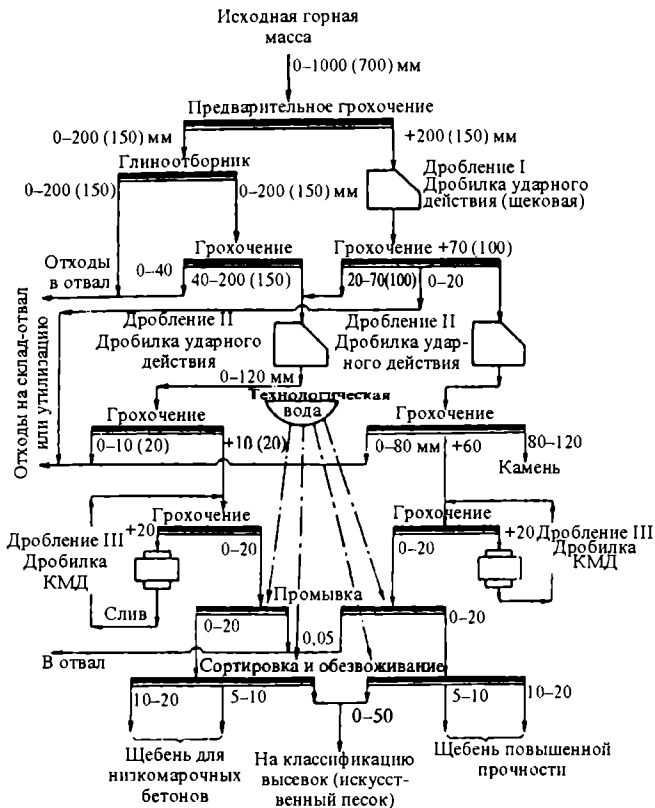 Исходная горная
масса
0–1000 (700) мм
Предварительное грохочение
0–200 (150) мм
+200 (150) мм
Глиноотборник
0–200 (150)
0–200 (150) мм
Дробление I
Дробилка ударного
действия (щековая)
Грохочение
Грохочение +70 (100)
Отходы
в отвал
0–40
40–200 (150)
20–70(100)
0–20
Отходы на склад-отвал
или утилизацию
Дробление II
Дробилка ударного
действия
Дробление II
Дробилка удар-
ного действия
0–120 мм
Технологическая
вода
Грохочение
Грохочение
0–10 (20)
+10 (20)
0–80 мм
+60
80–120
Камень
Грохочение
Грохочение
Дробление III
Дробилка
КМД
+20
0–20
0–20
+20
Дробление III
Дробилка
КМД
Слив
Промывка
0–20
0–20
0,05
В отвал
Сортировка и обезвоживание
10–20
5–10
0–50
5–10
10–20
Щебень для
низкомарочных
бетонов
На классификацию
высевок (искусст-
венный песок)
Щебень повышенной
прочности